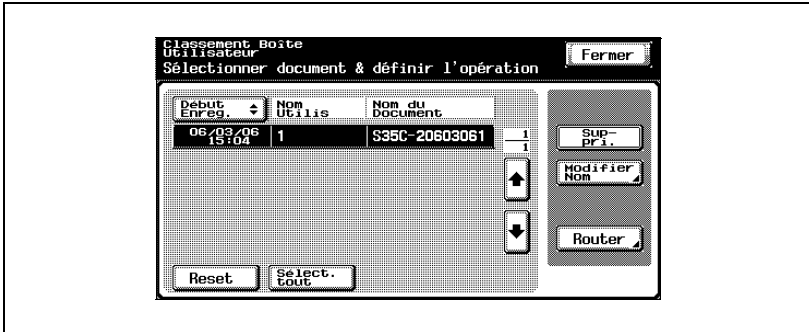 Classement Boîte
Utilisateur
Sélectionner document & définir l'opération
Fermer
Début
Enreg.
Nom
Utilis
Nom du
Document
06/03/06
15:04
1
S35C-20603061
1
1
Sup-
pri.
Modifier
Nom
Router
Reset
Sélect.
tout